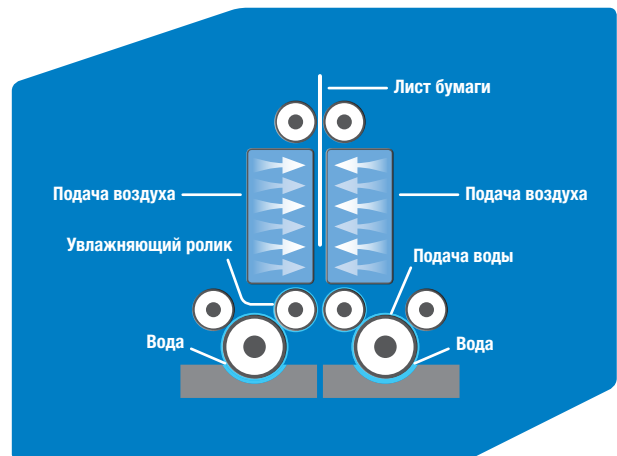 Лист бумаги
Подача воздуха
Подача воздуха
Увлажняющий ролик
Подача воды
Вода
Вода